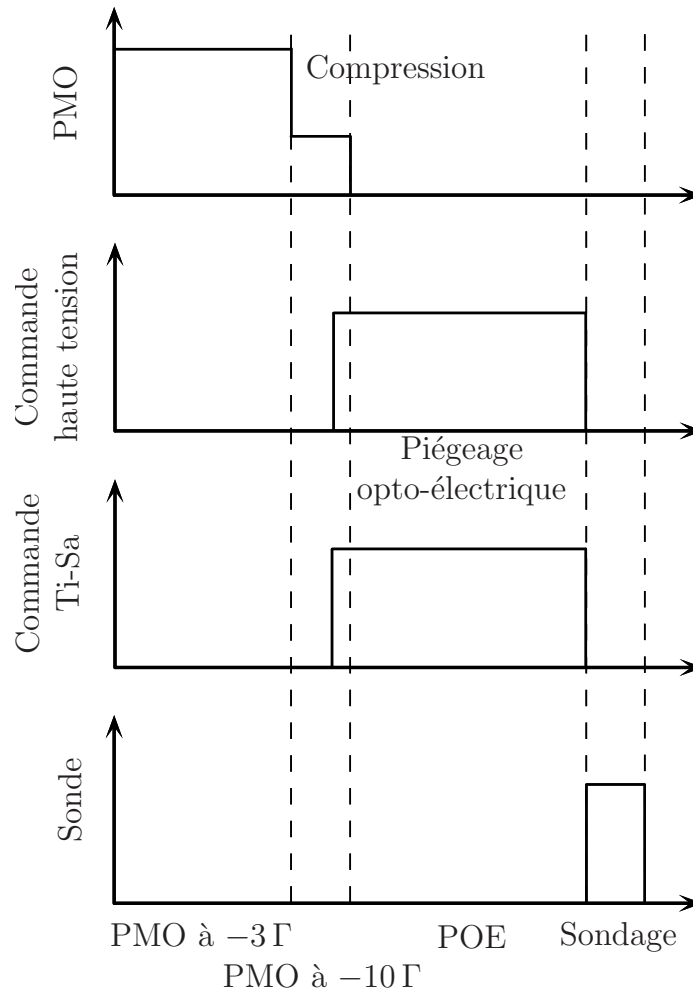 PMO
Compression
Commande
haute tension
Piégeage
opto-électrique
Commande
Ti-Sa
Sonde
PMO à −3 Γ
PMO à −10 Γ
POE
Sondage